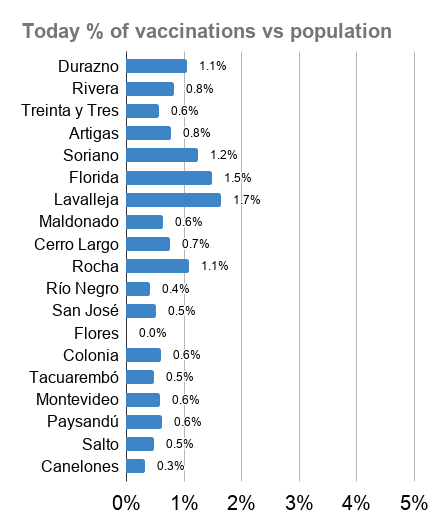 Today % of vaccinations vs population
Durazno 1.1%
Rivera 0.8%
Treinta y Tres 0.6%
Artigas 0.8%
Soriano 1.2%
Florida 1.5%
Lavalleja 1.7%
Maldonado 0.6%
Cerro Largo 0.7%
Rocha 1.1%
Río Negro 0.4%
San José 0.5%
Flores 0.0%
Colonia 0.6%
Tacuarembó 0.5%
Montevideo 0.6%
Paysandú 0.6%
Salto 0.5%
Canelones 0.3%
0% 1% 2% 3% 4% 5%